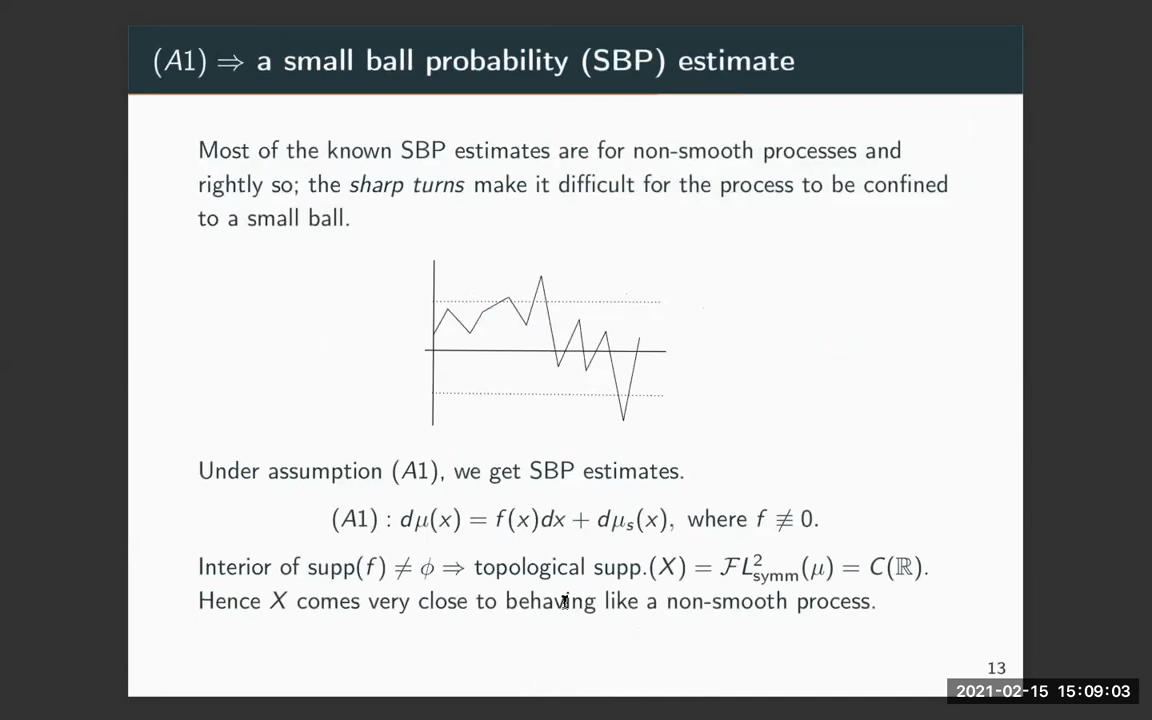 (A1) ⇒ a small ball probability (SBP) estimate
Most of the known SBP estimates are for non-smooth processes and
rightly so; the sharp turns make it difficult for the process to be confined
to a small ball.
Under assumption (A1), we get SBP estimates.
(A1) : dμ(x) = f(x)dx + dμₛ(x), where f ≢ 0.
Interior of supp(f) ≠ ϕ ⇒ topological supp.(X) = ℱL²symm(μ) = C(ℝ).
Hence X comes very close to behaving like a non-smooth process.
13
2021-02-15 15:09:03